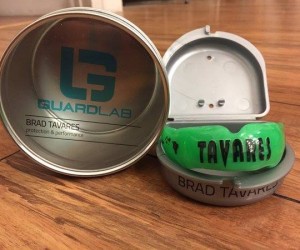 GUARDLAB
BRAD TAVARES
protection & performance
TAVARES
BRAD TAVARES